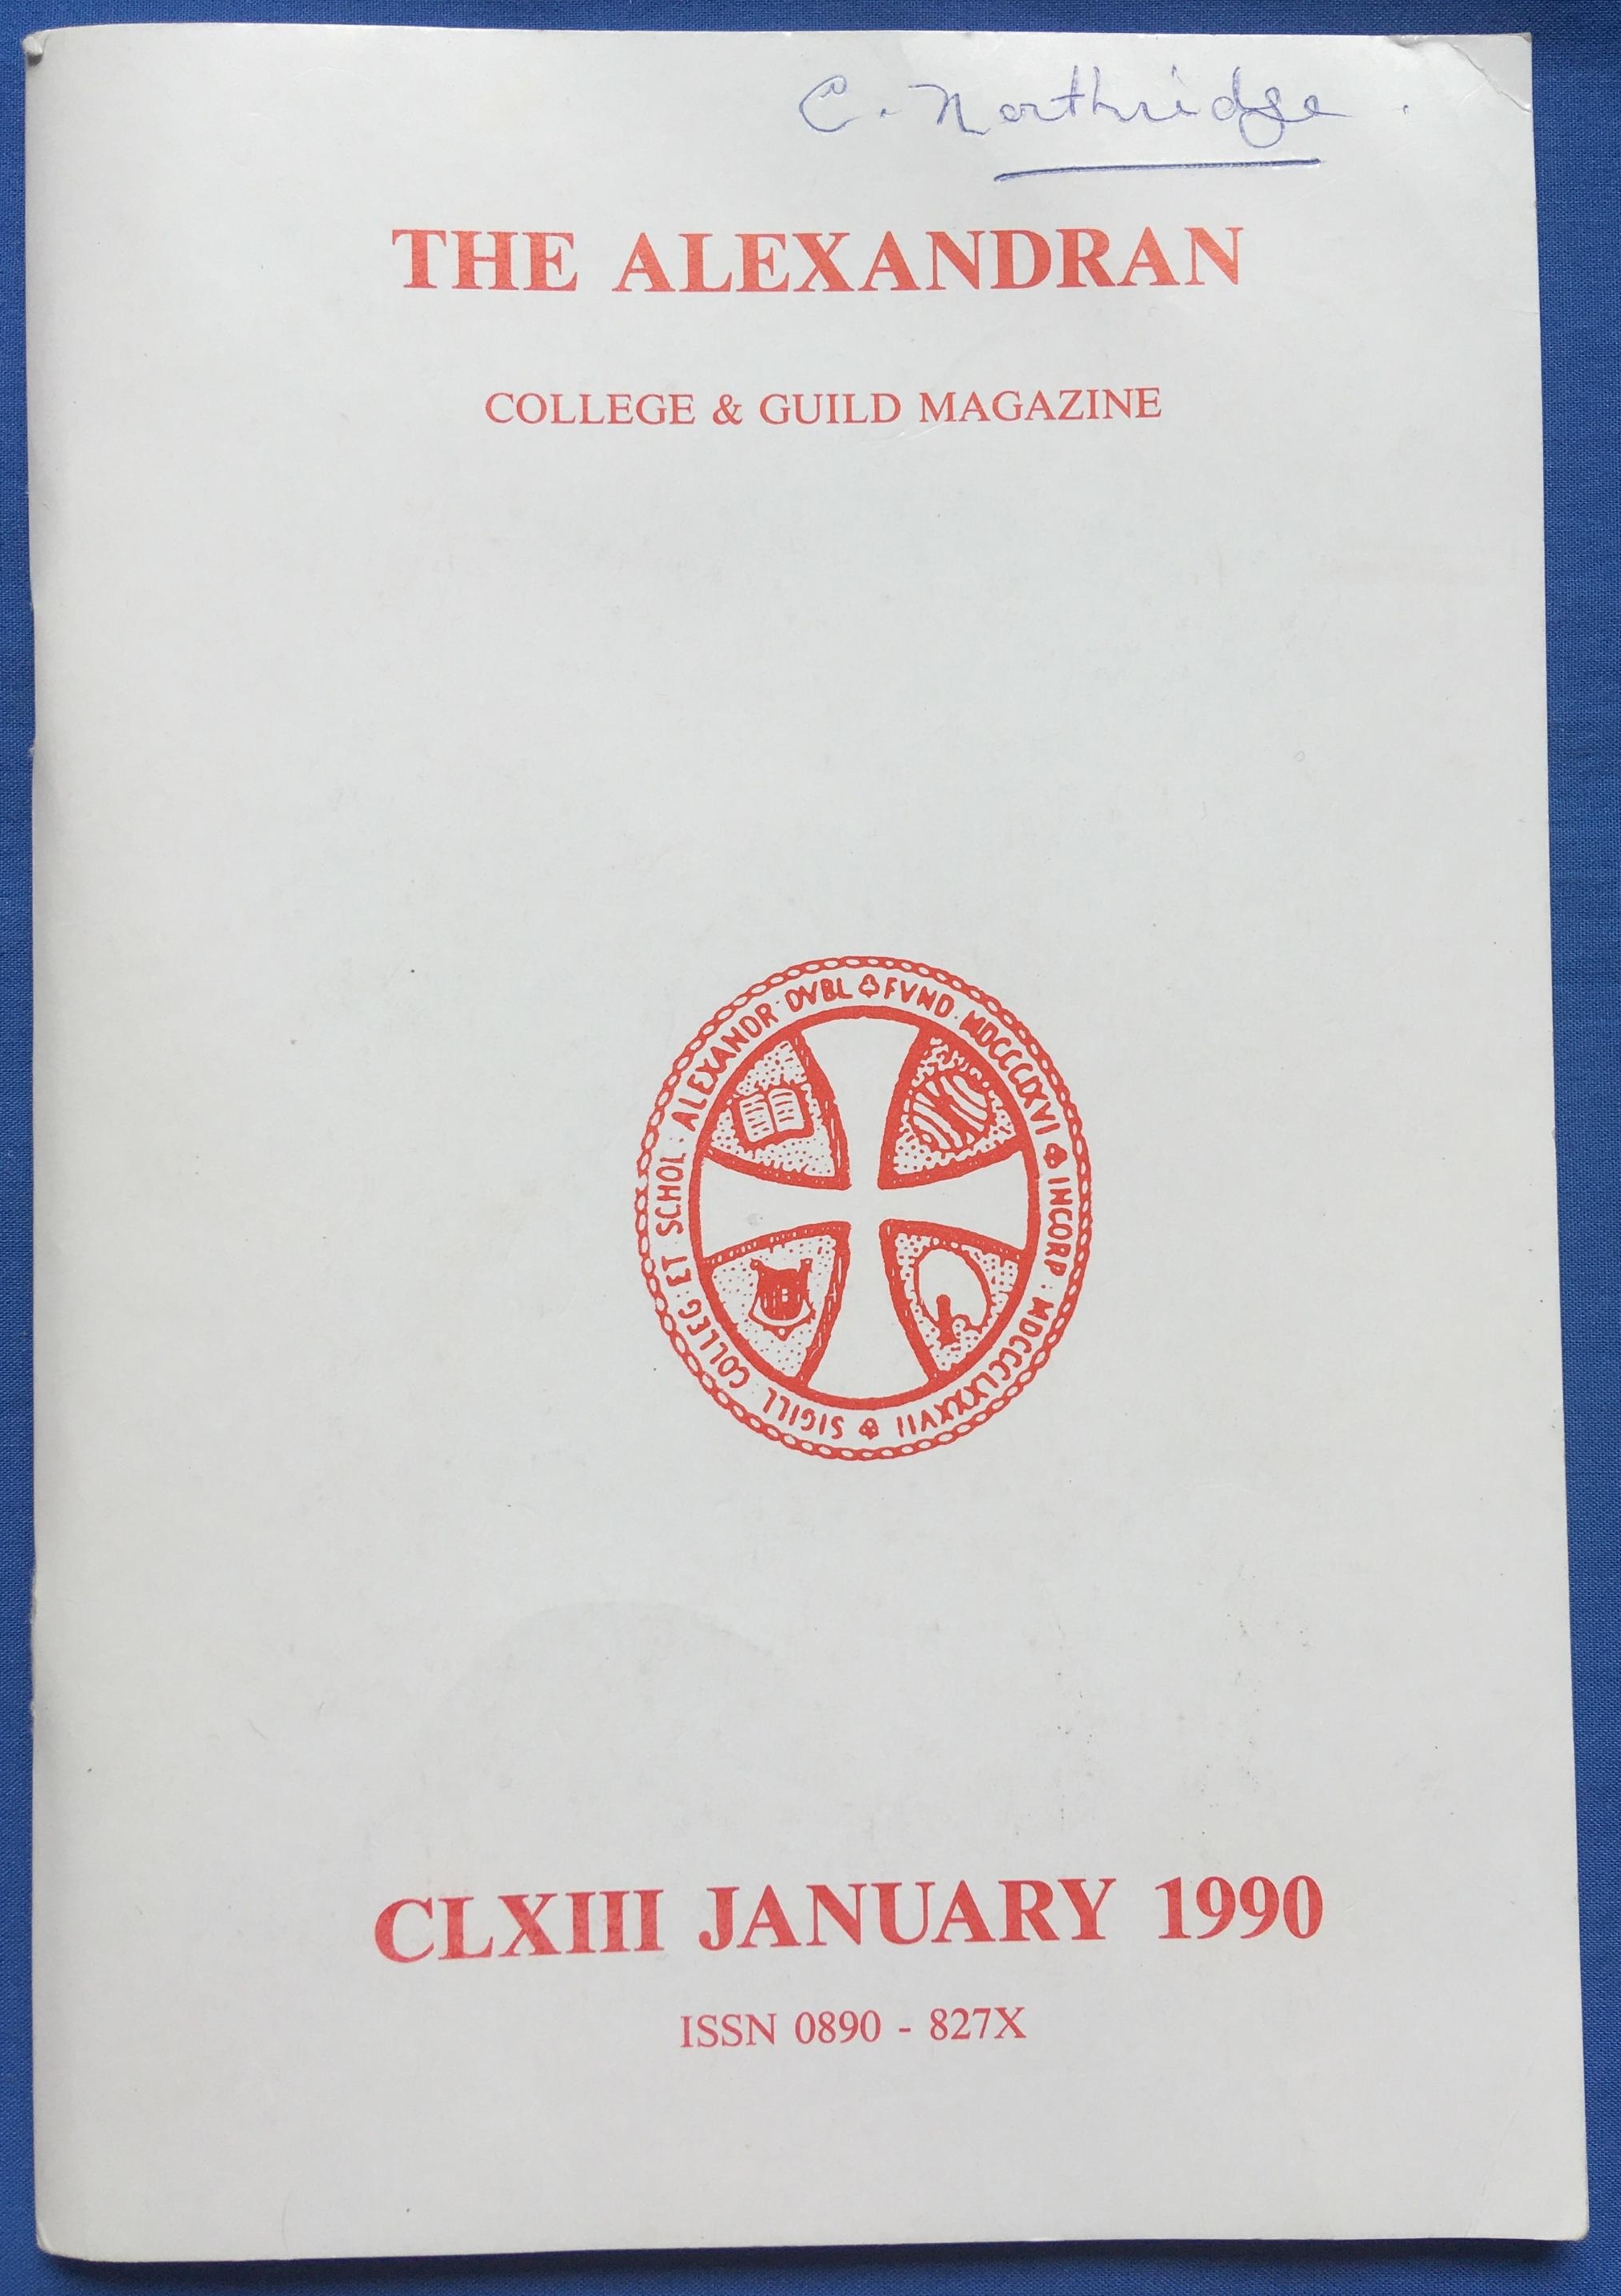 C. Northridge.
THE ALEXANDRAN
COLLEGE & GUILD MAGAZINE
SIGILL COLLEG · ET SCHOL · ALEXANDR · DVBL FVND · MDCCCLXVI INCORP · MDCCCLXXXVII
CLXIII JANUARY 1990
ISSN 0890 - 827X